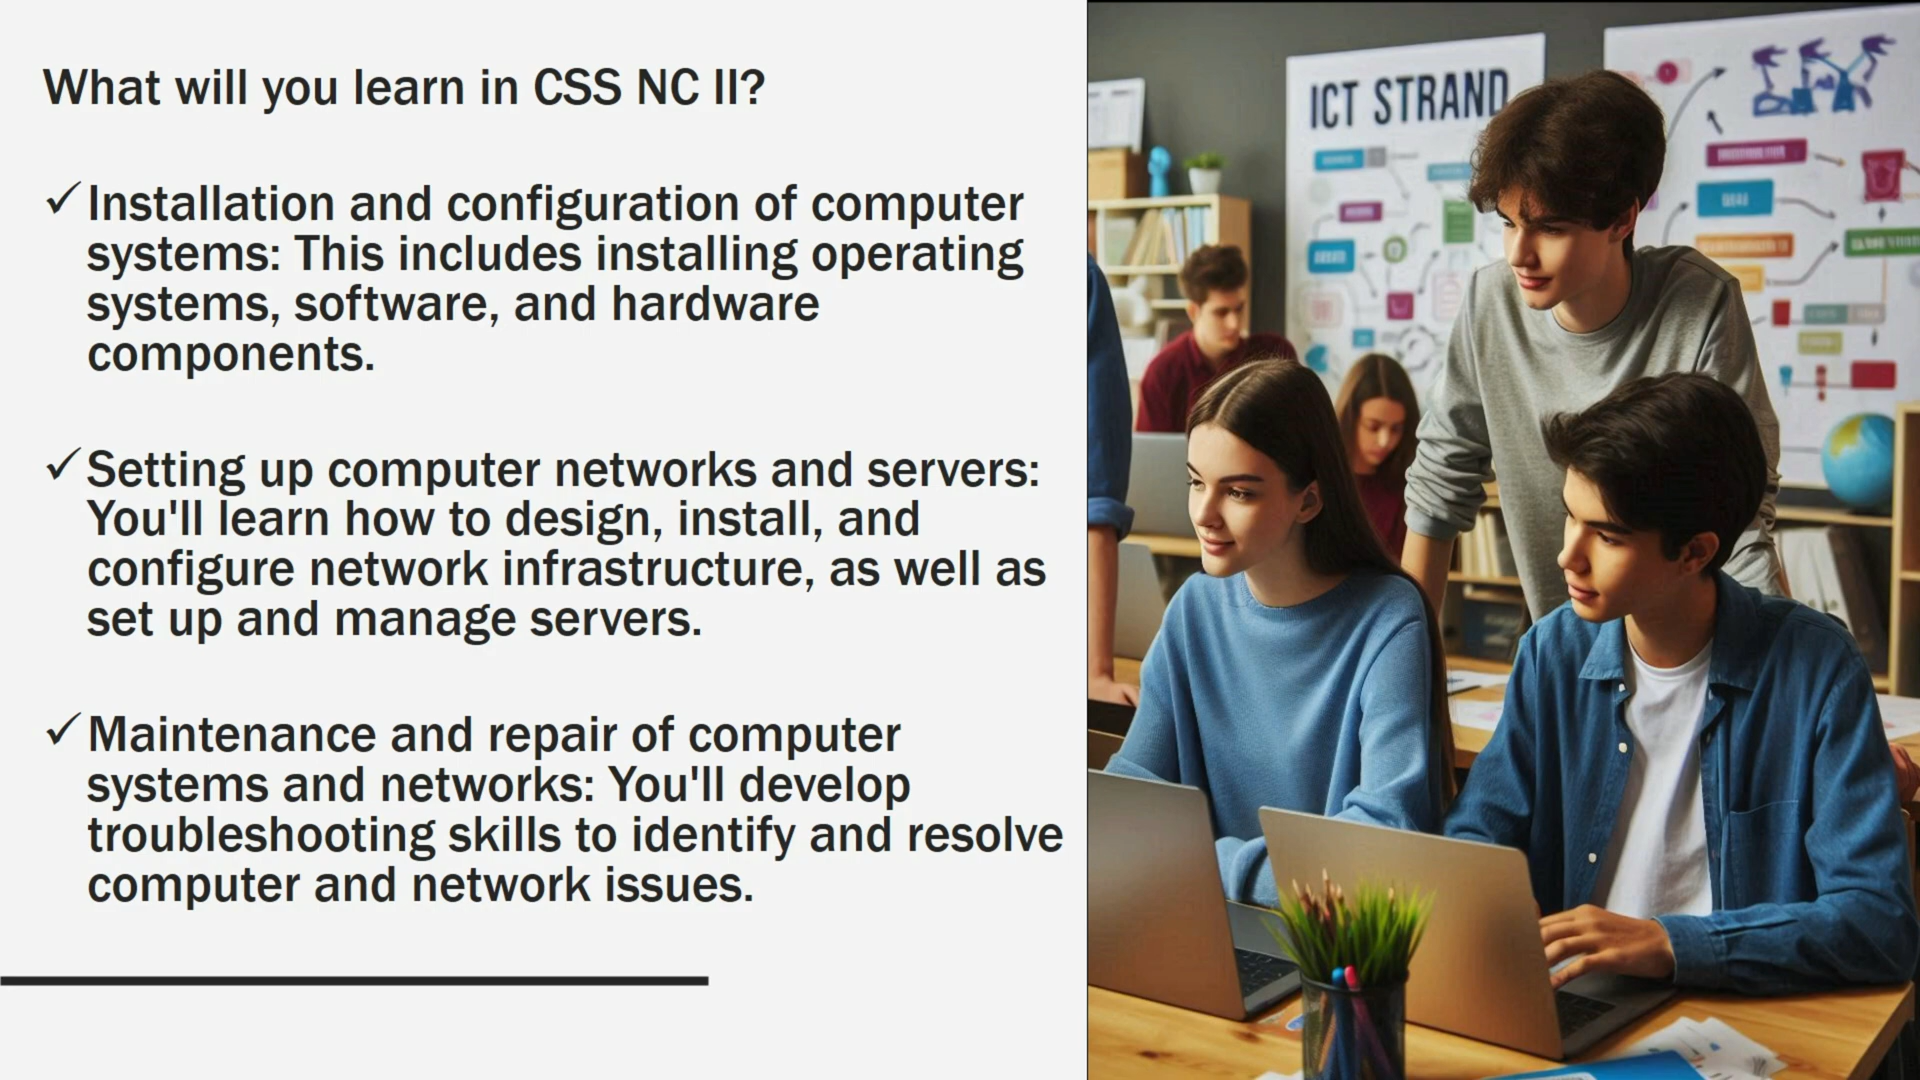 What will you learn in CSS NC II?
✓Installation and configuration of computer
systems: This includes installing operating
systems, software, and hardware
components.
✓Setting up computer networks and servers:
You'll learn how to design, install, and
configure network infrastructure, as well as
set up and manage servers.
✓Maintenance and repair of computer
systems and networks: You'll develop
troubleshooting skills to identify and resolve
computer and network issues.
ICT STRAND